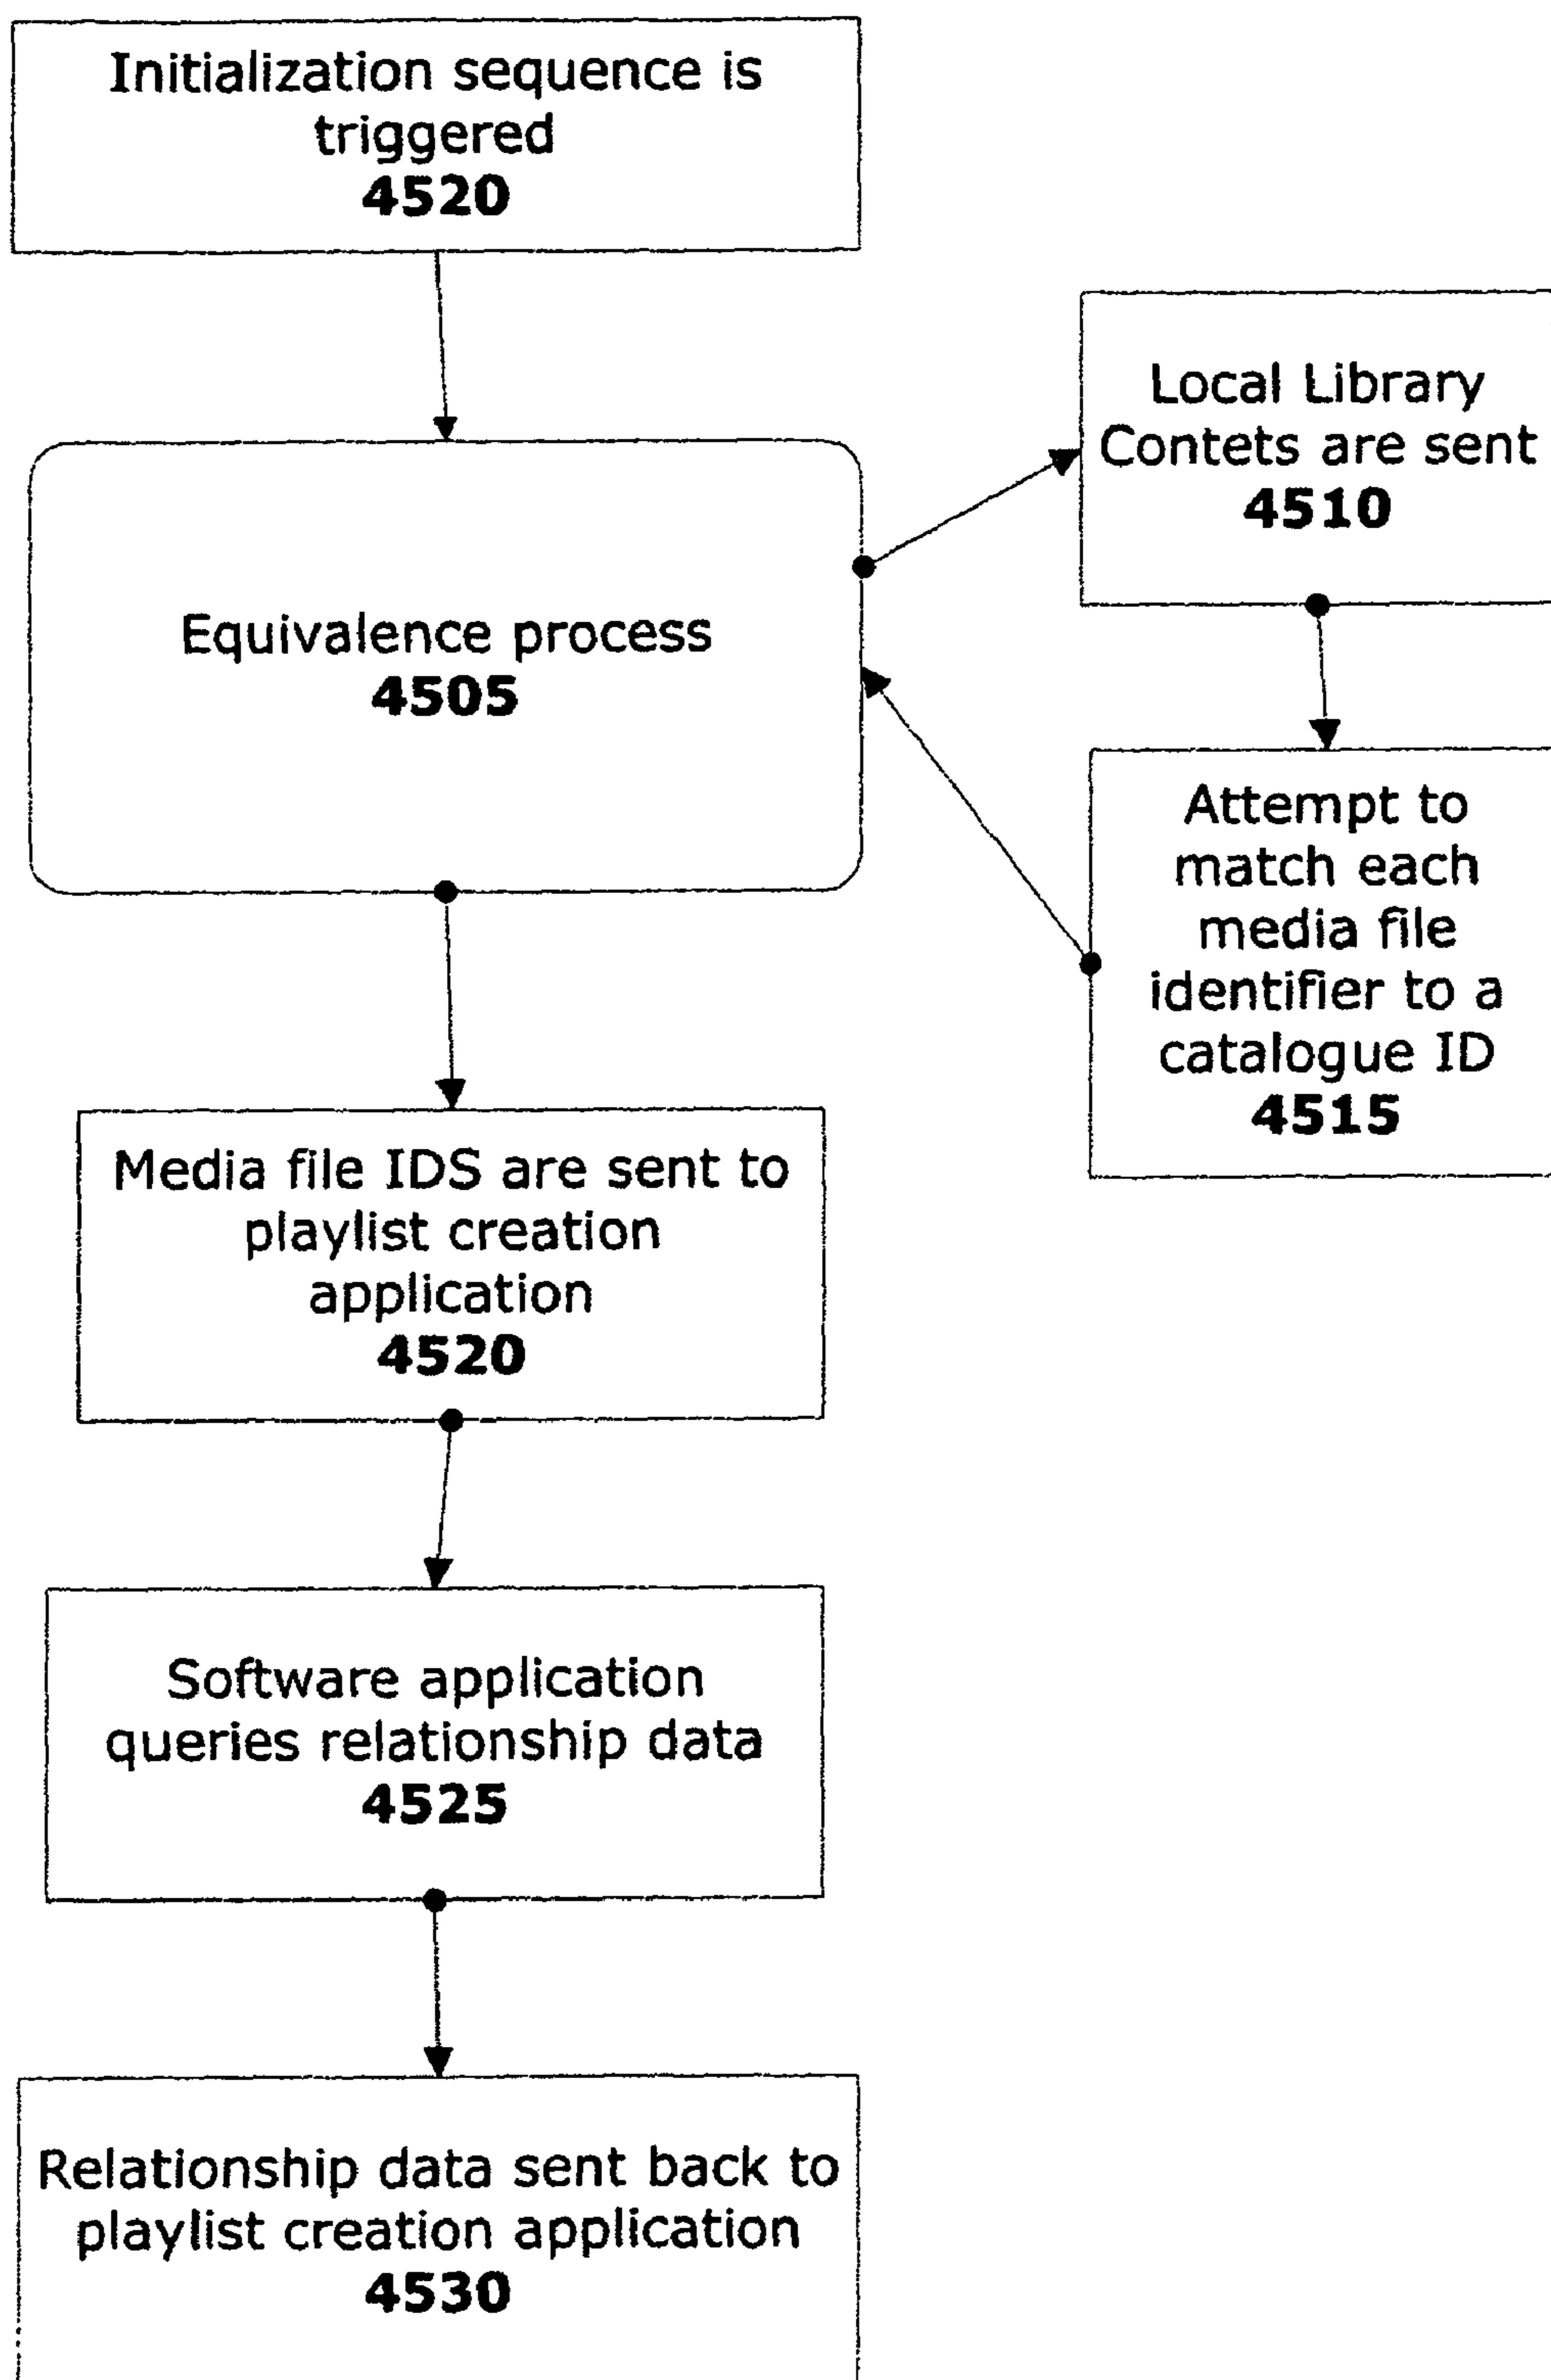 Initialization sequence is
triggered
4520
Equivalence process
4505
Local Library
Contets are sent
4510
Attempt to
match each
media file
identifier to a
catalogue ID
4515
Media file IDS are sent to
playlist creation
application
4520
Software application
queries relationship data
4525
Relationship data sent back to
playlist creation application
4530